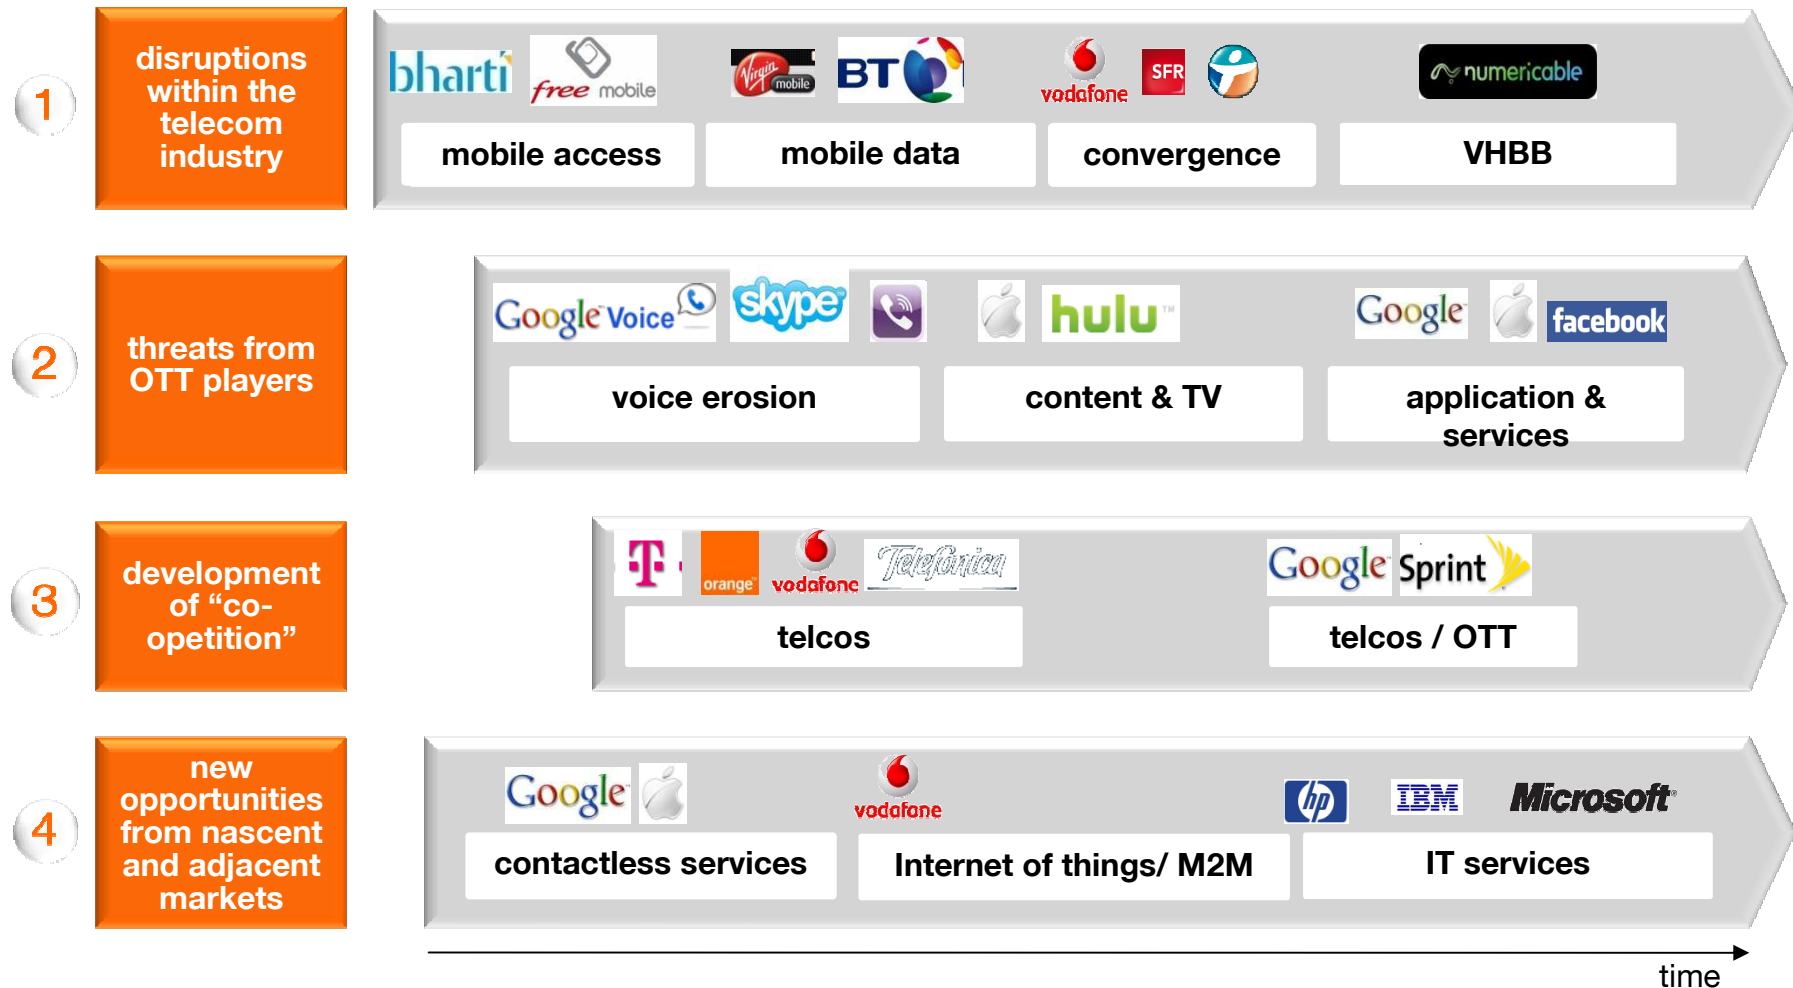 1
disruptions
within the
telecom
industry
bharti
free mobile
Virgin
mobile
BT
vodafone
SFR
numericable
mobile access
mobile data
convergence
VHBB
2
threats from
OTT players
Google Voice
skype
hulu™
Google
facebook
voice erosion
content & TV
application &
services
3
development
of “co-
opetition”
T
orange™
vodafone
Telefónica
Google
Sprint
telcos
telcos / OTT
4
new
opportunities
from nascent
and adjacent
markets
Google
vodafone
hp
IBM
Microsoft
contactless services
Internet of things/ M2M
IT services
time